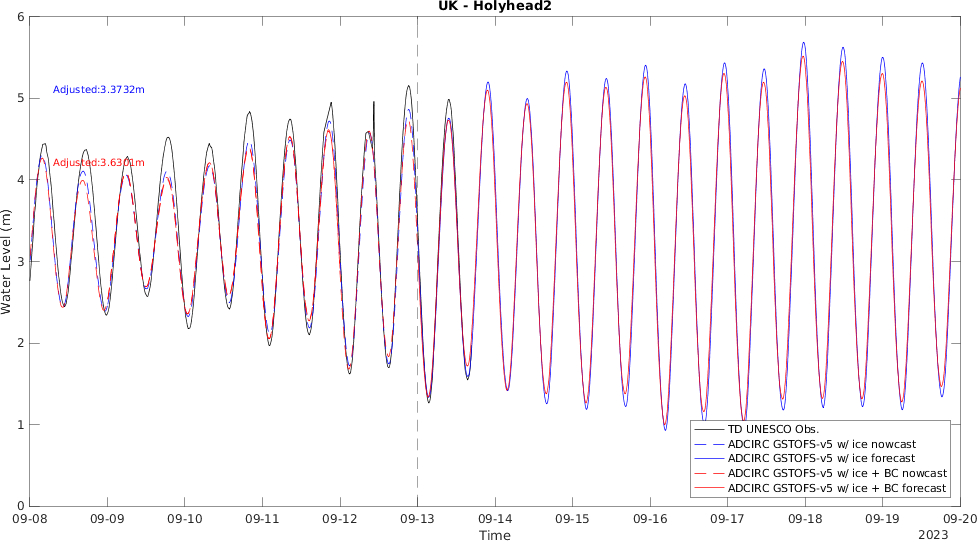 UK - Holyhead2
6
5
4
3
2
1
0
Water Level (m)
Adjusted:3.3732m
TD UNESCO Obs.
ADCIRC GSTOFS-v5 w/ ice nowcast
ADCIRC GSTOFS-v5 w/ ice forecast
ADCIRC GSTOFS-v5 w/ ice + BC nowcast
ADCIRC GSTOFS-v5 w/ ice + BC forecast
09-08 09-09 09-10 09-11 09-12 09-13 09-14 09-15 09-16 09-17 09-18 09-19 09-20
Time
2023